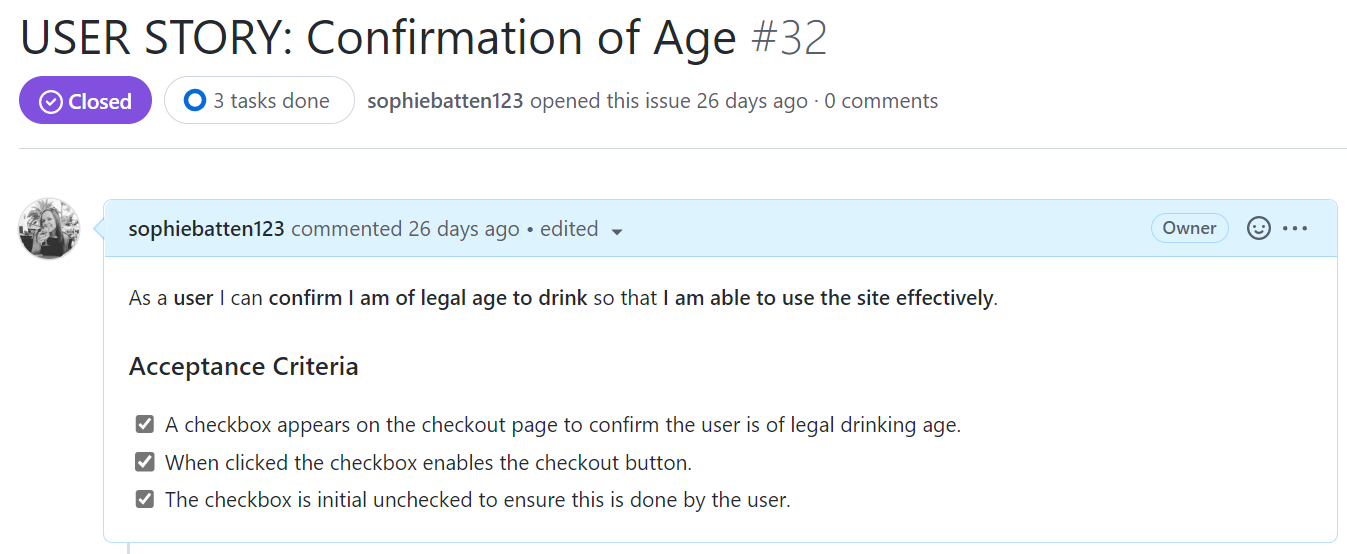 USER STORY: Confirmation of Age #32
Closed 3 tasks done sophiebatten123 opened this issue 26 days ago · 0 comments
sophiebatten123 commented 26 days ago • edited Owner
As a user I can confirm I am of legal age to drink so that I am able to use the site effectively.
Acceptance Criteria
A checkbox appears on the checkout page to confirm the user is of legal drinking age.
When clicked the checkbox enables the checkout button.
The checkbox is initial unchecked to ensure this is done by the user.